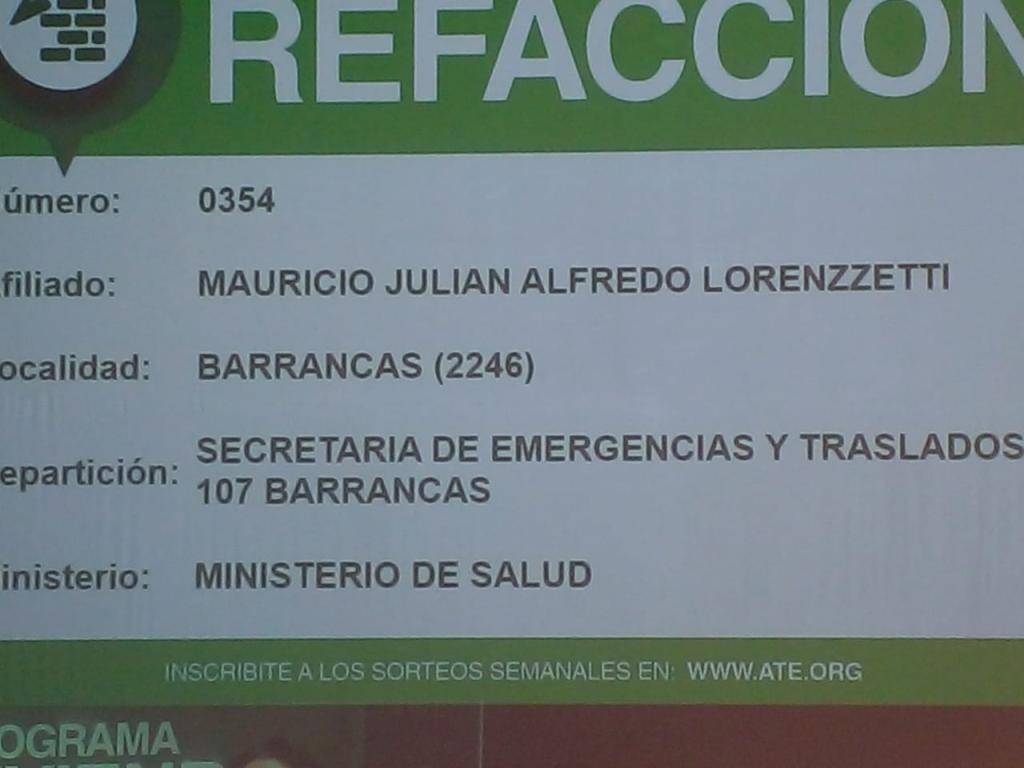 REFACCION
úmero: 0354
filiado: MAURICIO JULIAN ALFREDO LORENZZETTI
ocalidad: BARRANCAS (2246)
epartición: SECRETARIA DE EMERGENCIAS Y TRASLADOS
107 BARRANCAS
inisterio: MINISTERIO DE SALUD
INSCRIBITE A LOS SORTEOS SEMANALES EN: WWW.ATE.ORG
OGRAMA